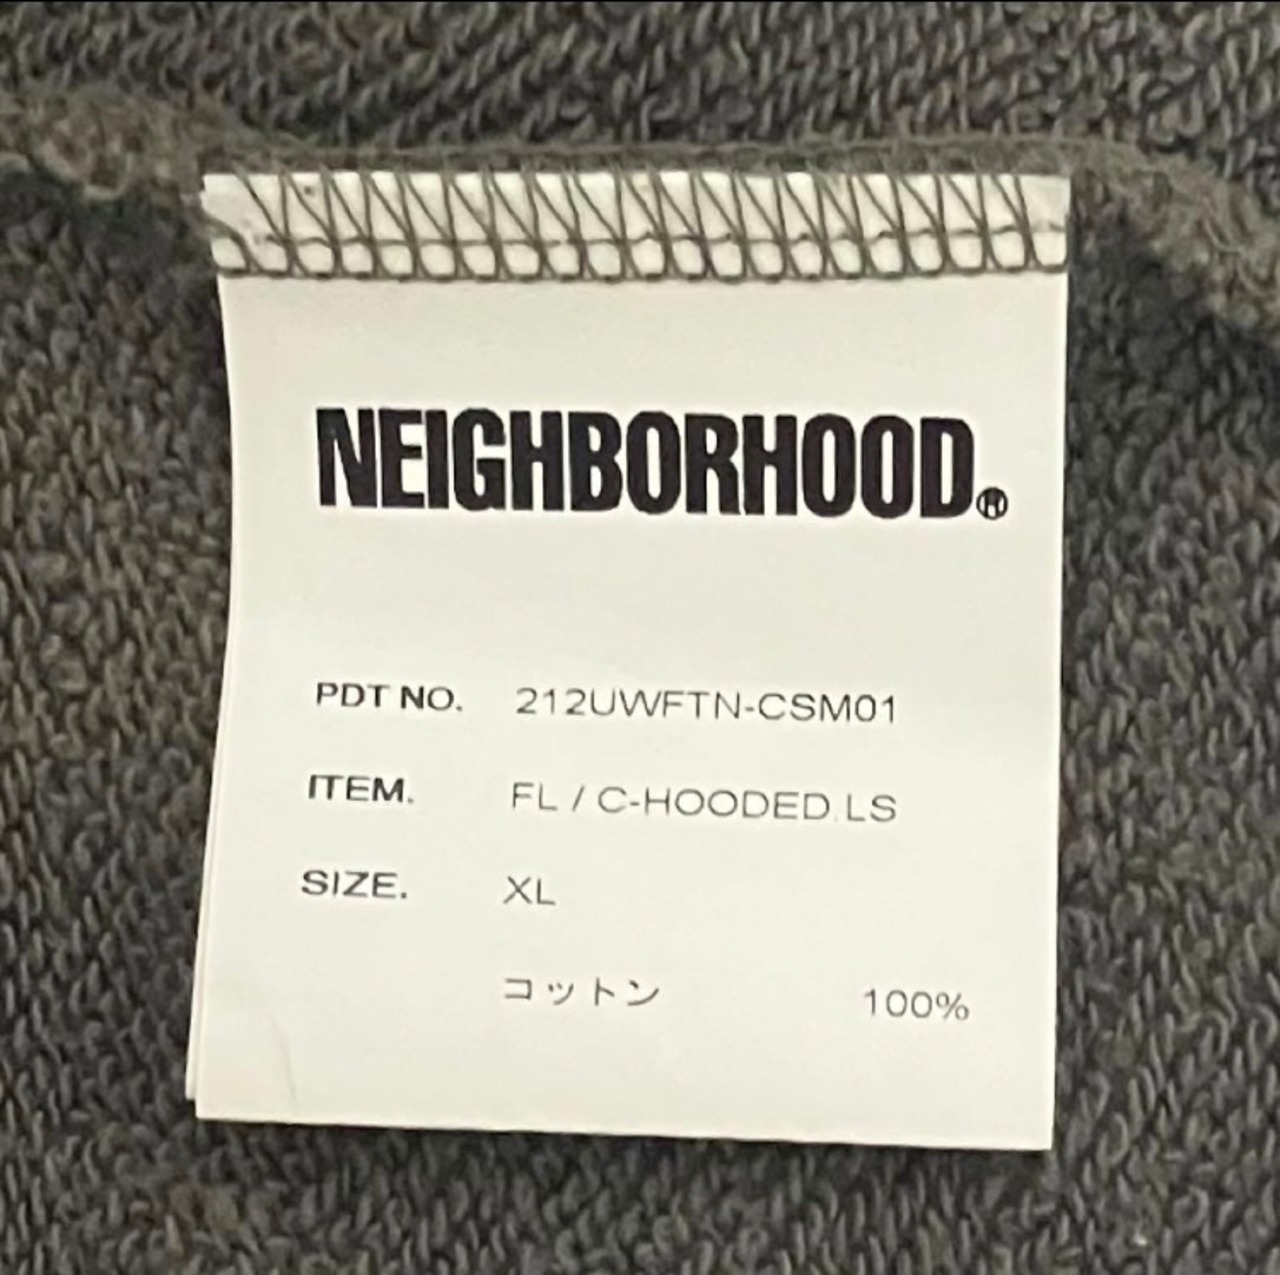 NEIGHBORHOOD.®
PDT NO. 212UWFTN-CSM01
ITEM. FL / C-HOODED.LS
SIZE. XL
コットン 100%